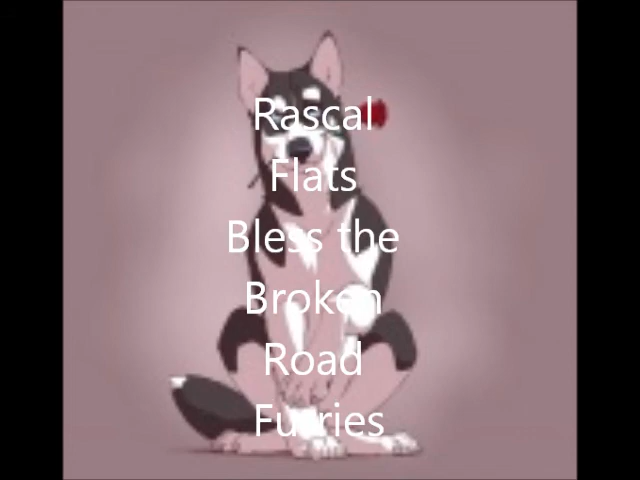 Rascal
Flats
Bless the
Broken
Road
Furries